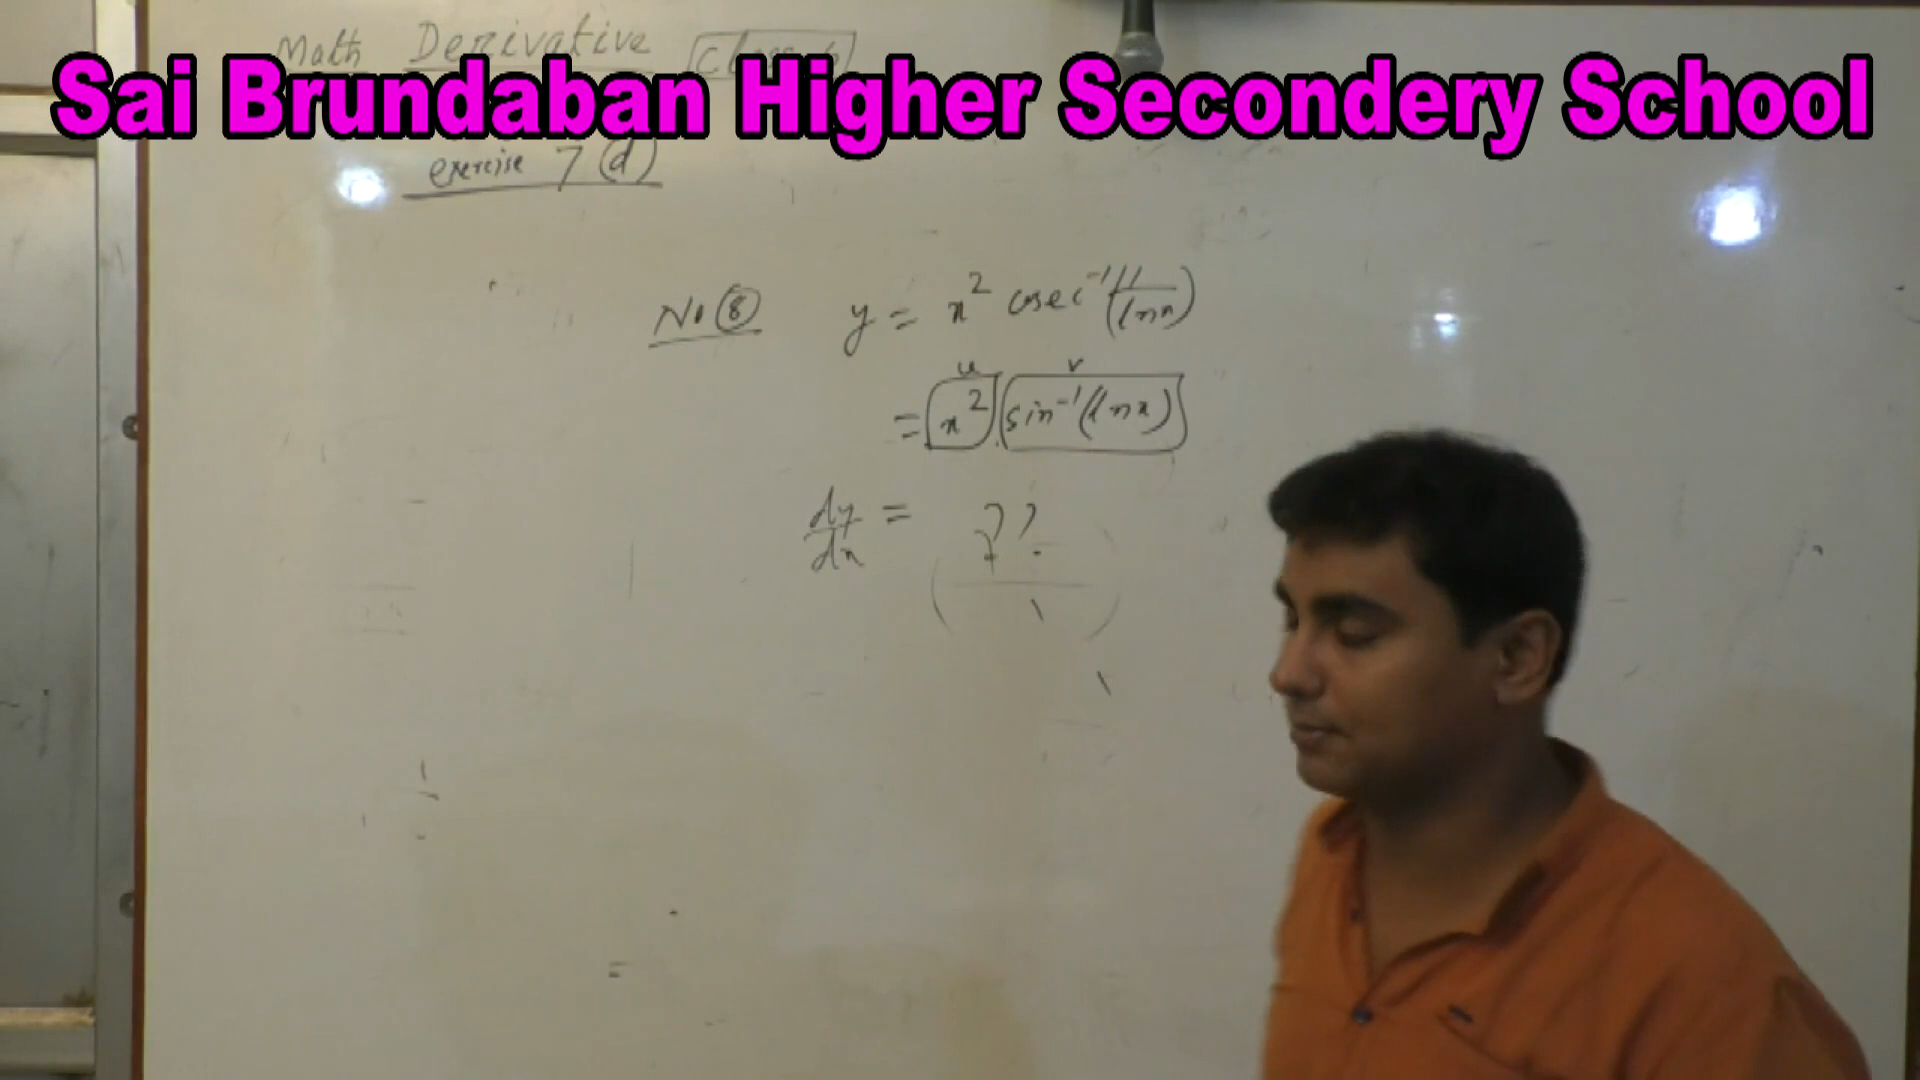 Math Derivative
Sai Brundaban Higher Secondery School
exercise 7 (d)
No (8) y = x² cosec⁻¹(1/(lnx))
u v
= x² . sin⁻¹(lnx)
dy/dx = ??